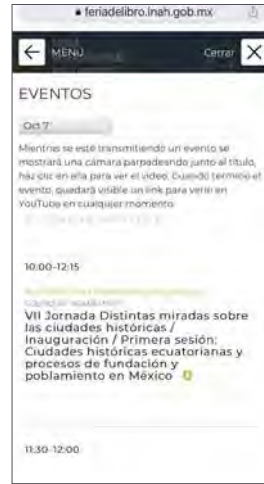 feriadelibro.inah.gob.mx
MENÚ
Cerrar
EVENTOS
Oct 7
Mientras se esté transmitiendo un evento se
mostrará una cámara parpadeando junto al título,
haz clic en ella para ver el video. Cuando termine el
evento, quedará visible un link para verlo en
YouTube en cualquier momento.
10:00-12:15
VII Jornada Distintas miradas sobre
las ciudades históricas /
Inauguración / Primera sesión:
Ciudades históricas ecuatorianas y
procesos de fundación y
poblamiento en México
11:30-12:00